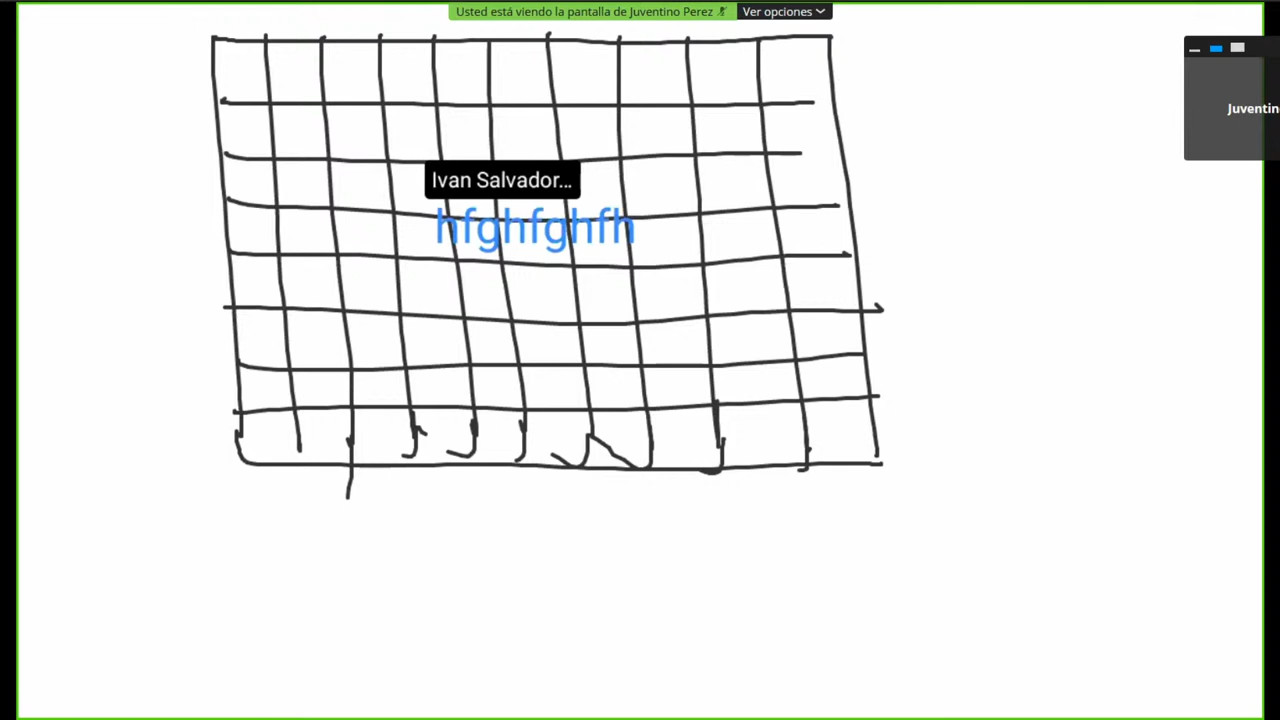 Usted está viendo la pantalla de Juventino Perez
Ver opciones
Juventin
Ivan Salvador...
hfghfghfh